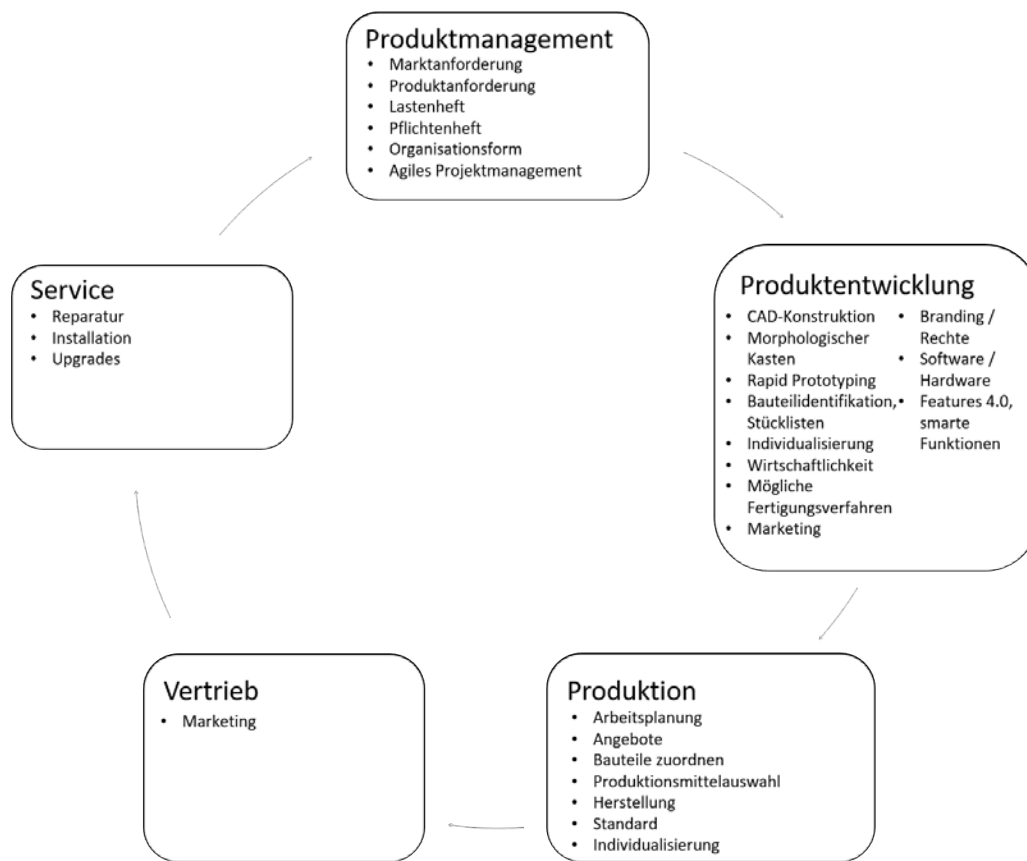 Produktmanagement
• Marktanforderung
• Produktanforderung
• Lastenheft
• Pflichtenheft
• Organisationsform
• Agiles Projektmanagement
Produktentwicklung
• CAD-Konstruktion
• Morphologischer
Kasten
• Rapid Prototyping
• Bauteilidentifikation,
Stücklisten
• Individualisierung
• Wirtschaftlichkeit
• Mögliche
Fertigungsverfahren
• Marketing
• Branding /
Rechte
• Software /
Hardware
• Features 4.0,
smarte
Funktionen
Produktion
• Arbeitsplanung
• Angebote
• Bauteile zuordnen
• Produktionsmittelauswahl
• Herstellung
• Standard
• Individualisierung
Vertrieb
• Marketing
Service
• Reparatur
• Installation
• Upgrades